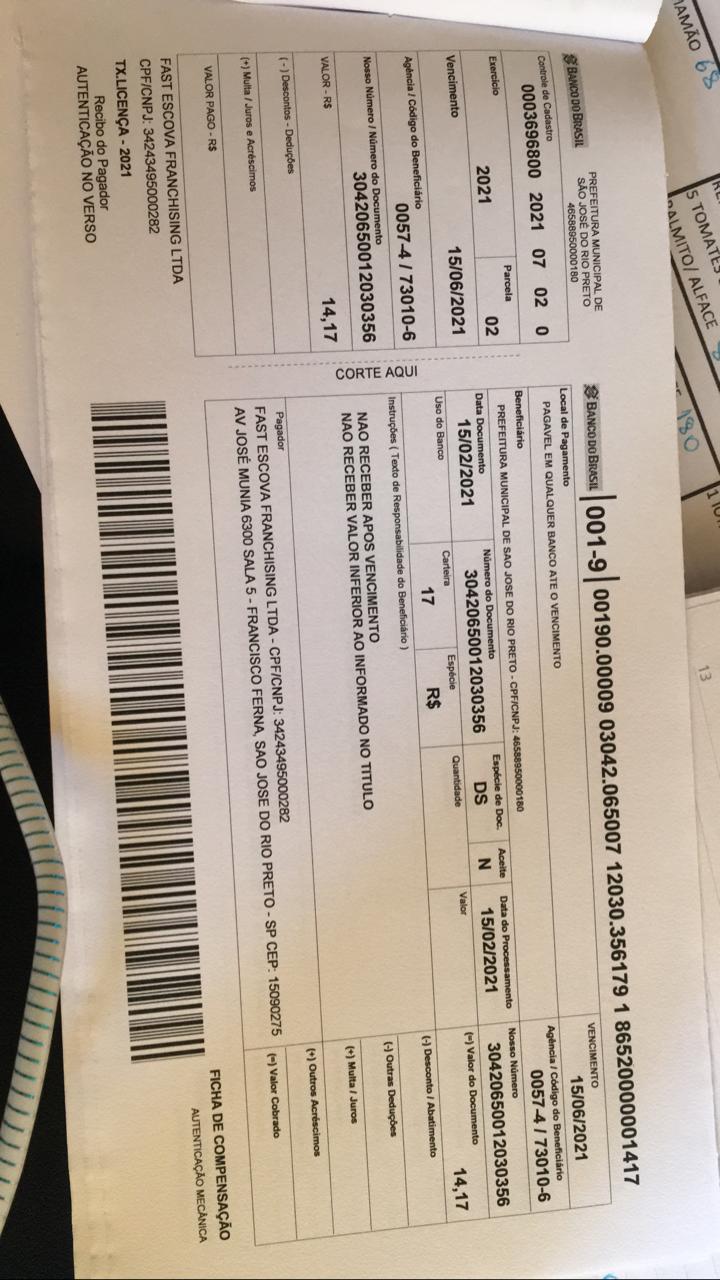 BANCO DO BRASIL
PREFEITURA MUNICIPAL DE
SÃO JOSÉ DO RIO PRETO
46588950000180
Controle de Cadastro
0003696800 2021 07 02 0
Exercício Parcela
2021 02
Vencimento 15/06/2021
Agência / Código do Beneficiário
0057-4 / 73010-6
Nosso Número / Número do Documento
30420650012030356
VALOR - R$ 14,17
( - ) Descontos - Deduções
(+) Multa / Juros e Acréscimos
VALOR PAGO - R$
FAST ESCOVA FRANCHISING LTDA
CPF/CNPJ: 34243495000282
TX.LICENÇA - 2021
Recibo do Pagador
AUTENTICAÇÃO NO VERSO
CORTE AQUI
BANCO DO BRASIL |001-9| 00190.00009 03042.065007 12030.356179 1 86520000001417
Local de Pagamento VENCIMENTO
PAGAVEL EM QUALQUER BANCO ATE O VENCIMENTO 15/06/2021
Beneficiário Agência / Código do Beneficiário
PREFEITURA MUNICIPAL DE SAO JOSE DO RIO PRETO - CPF/CNPJ: 46588950000180 0057-4 / 73010-6
Data Documento Número do Documento Espécie de Doc. Aceite Data do Processamento Nosso Número
15/02/2021 30420650012030356 DS N 15/02/2021 30420650012030356
Uso do Banco Carteira Espécie Quantidade Valor (=) Valor do Documento
17 R$ 14,17
Instruções ( Texto de Responsabilidade do Beneficiário ) (-) Desconto / Abatimento
NAO RECEBER APOS VENCIMENTO
NAO RECEBER VALOR INFERIOR AO INFORMADO NO TITULO
(-) Outras Deduções
(+) Multa / Juros
(+) Outros Acréscimos
Pagador (=) Valor Cobrado
FAST ESCOVA FRANCHISING LTDA - CPF/CNPJ: 34243495000282
AV JOSÉ MUNIA 6300 SALA 5 - FRANCISCO FERNA, SAO JOSE DO RIO PRETO - SP CEP: 15090275
FICHA DE COMPENSAÇÃO
AUTENTICAÇÃO MECÂNICA
68
5 TOMATES
ALFACE
180
13